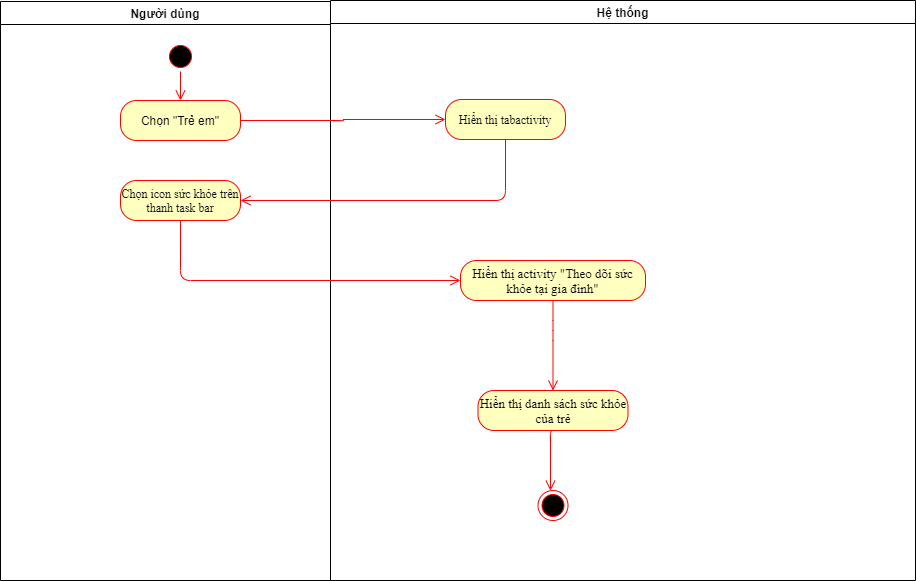 Người dùng
Hệ thống
Chọn "Trẻ em"
Hiển thị tabactivity
Chọn icon sức khỏe trên
thanh task bar
Hiển thị activity "Theo dõi sức
khỏe tại gia đình"
Hiển thị danh sách sức khỏe
của trẻ